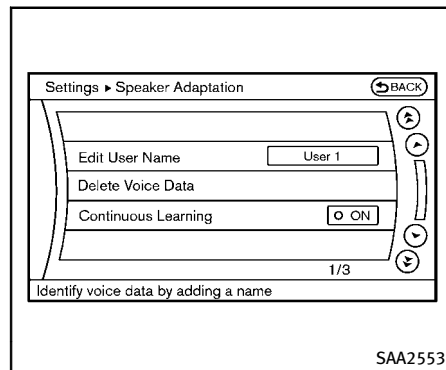 Settings ▸ Speaker Adaptation BACK
Edit User Name User 1
Delete Voice Data
Continuous Learning ON
1/3
Identify voice data by adding a name
SAA2553